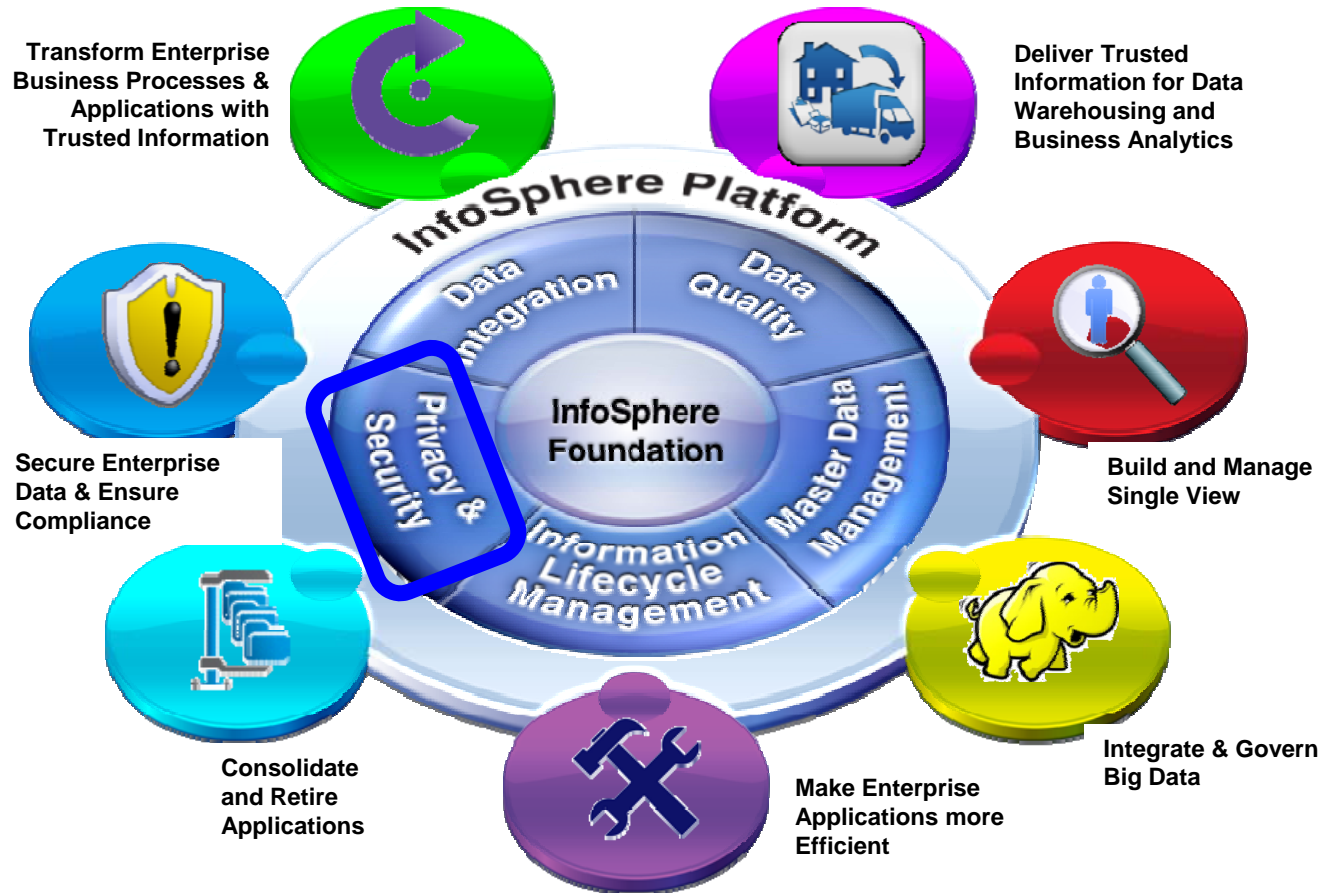 Transform Enterprise
Business Processes &
Applications with
Trusted Information
Deliver Trusted
Information for Data
Warehousing and
Business Analytics
InfoSphere Platform
Data
Integration
Data
Quality
Privacy &
Security
InfoSphere
Foundation
Master Data
Management
Information
Lifecycle
Management
Secure Enterprise
Data & Ensure
Compliance
Build and Manage
Single View
Consolidate
and Retire
Applications
Make Enterprise
Applications more
Efficient
Integrate & Govern
Big Data